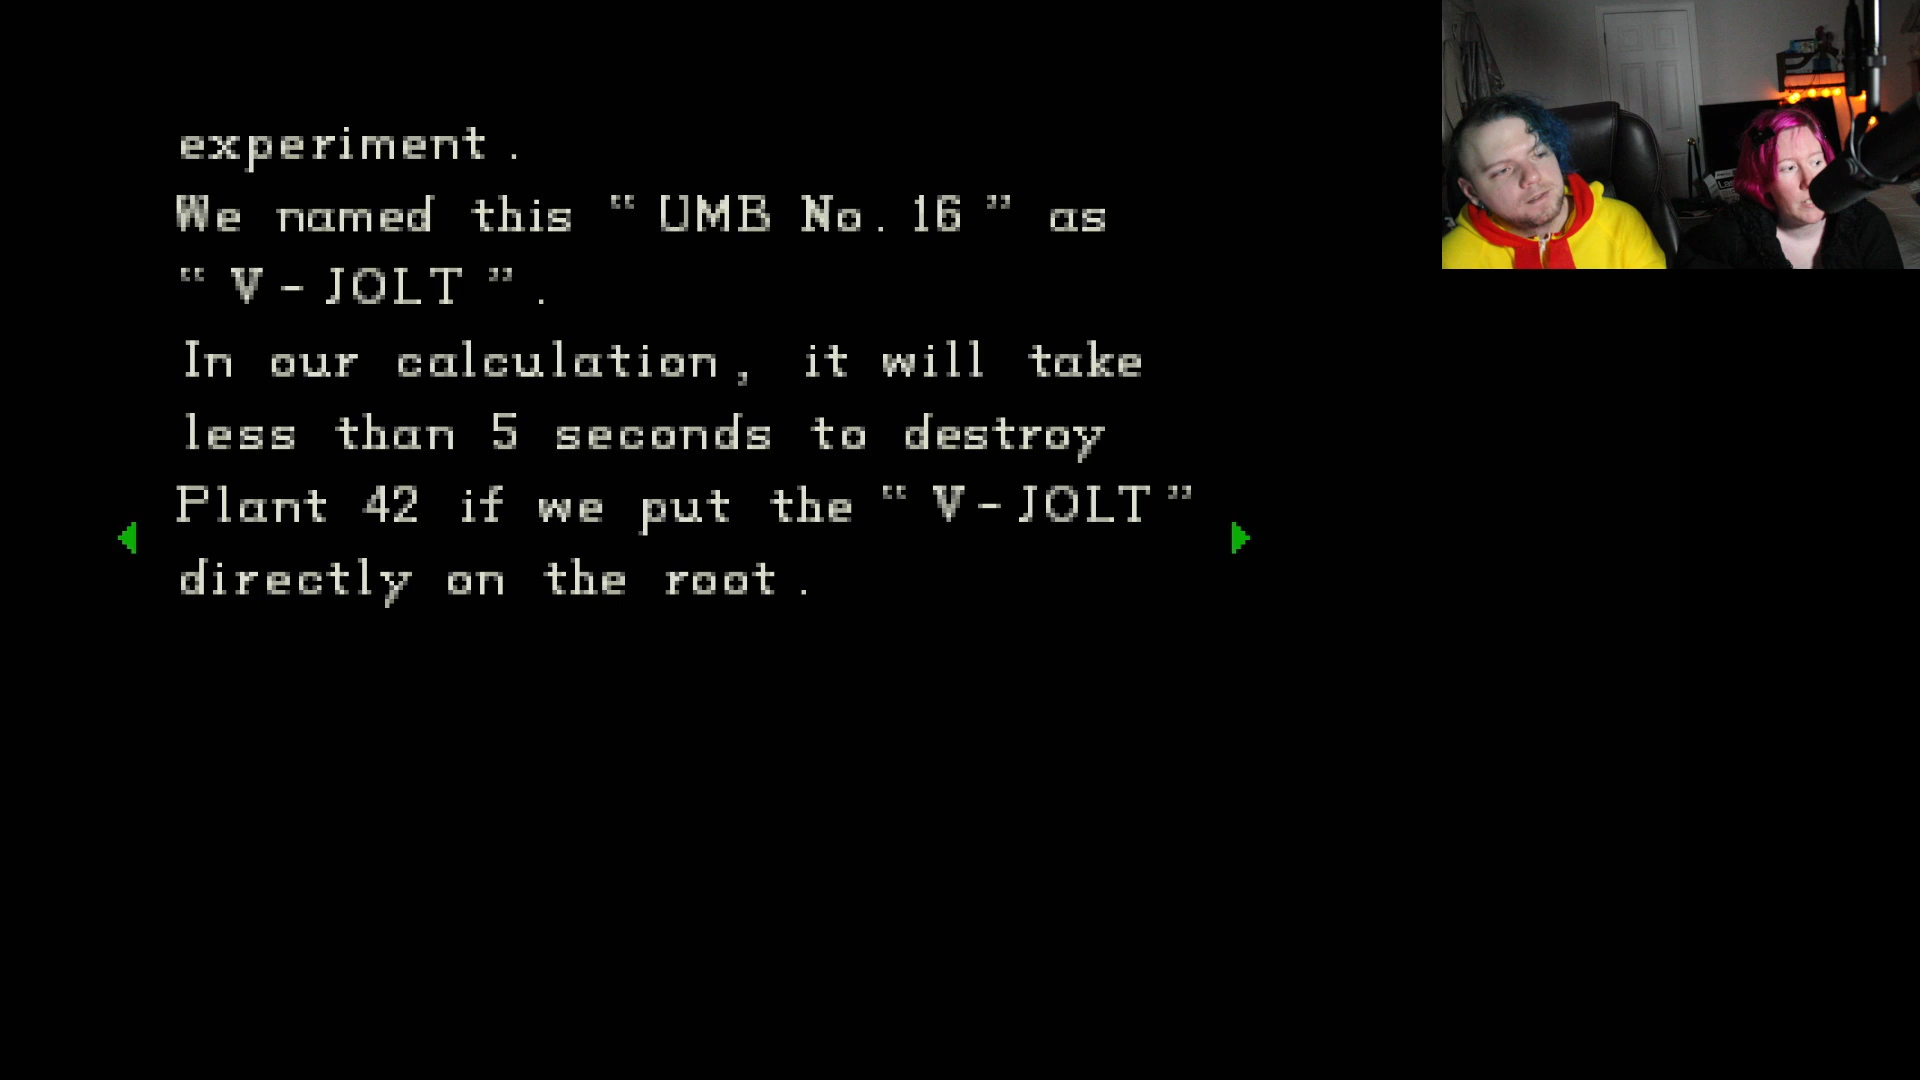 experiment .
We named this " UMB No. 16 " as
" V - JOLT " .
In our calculation, it will take
less than 5 seconds to destroy
Plant 42 if we put the " V - JOLT "
directly on the root .